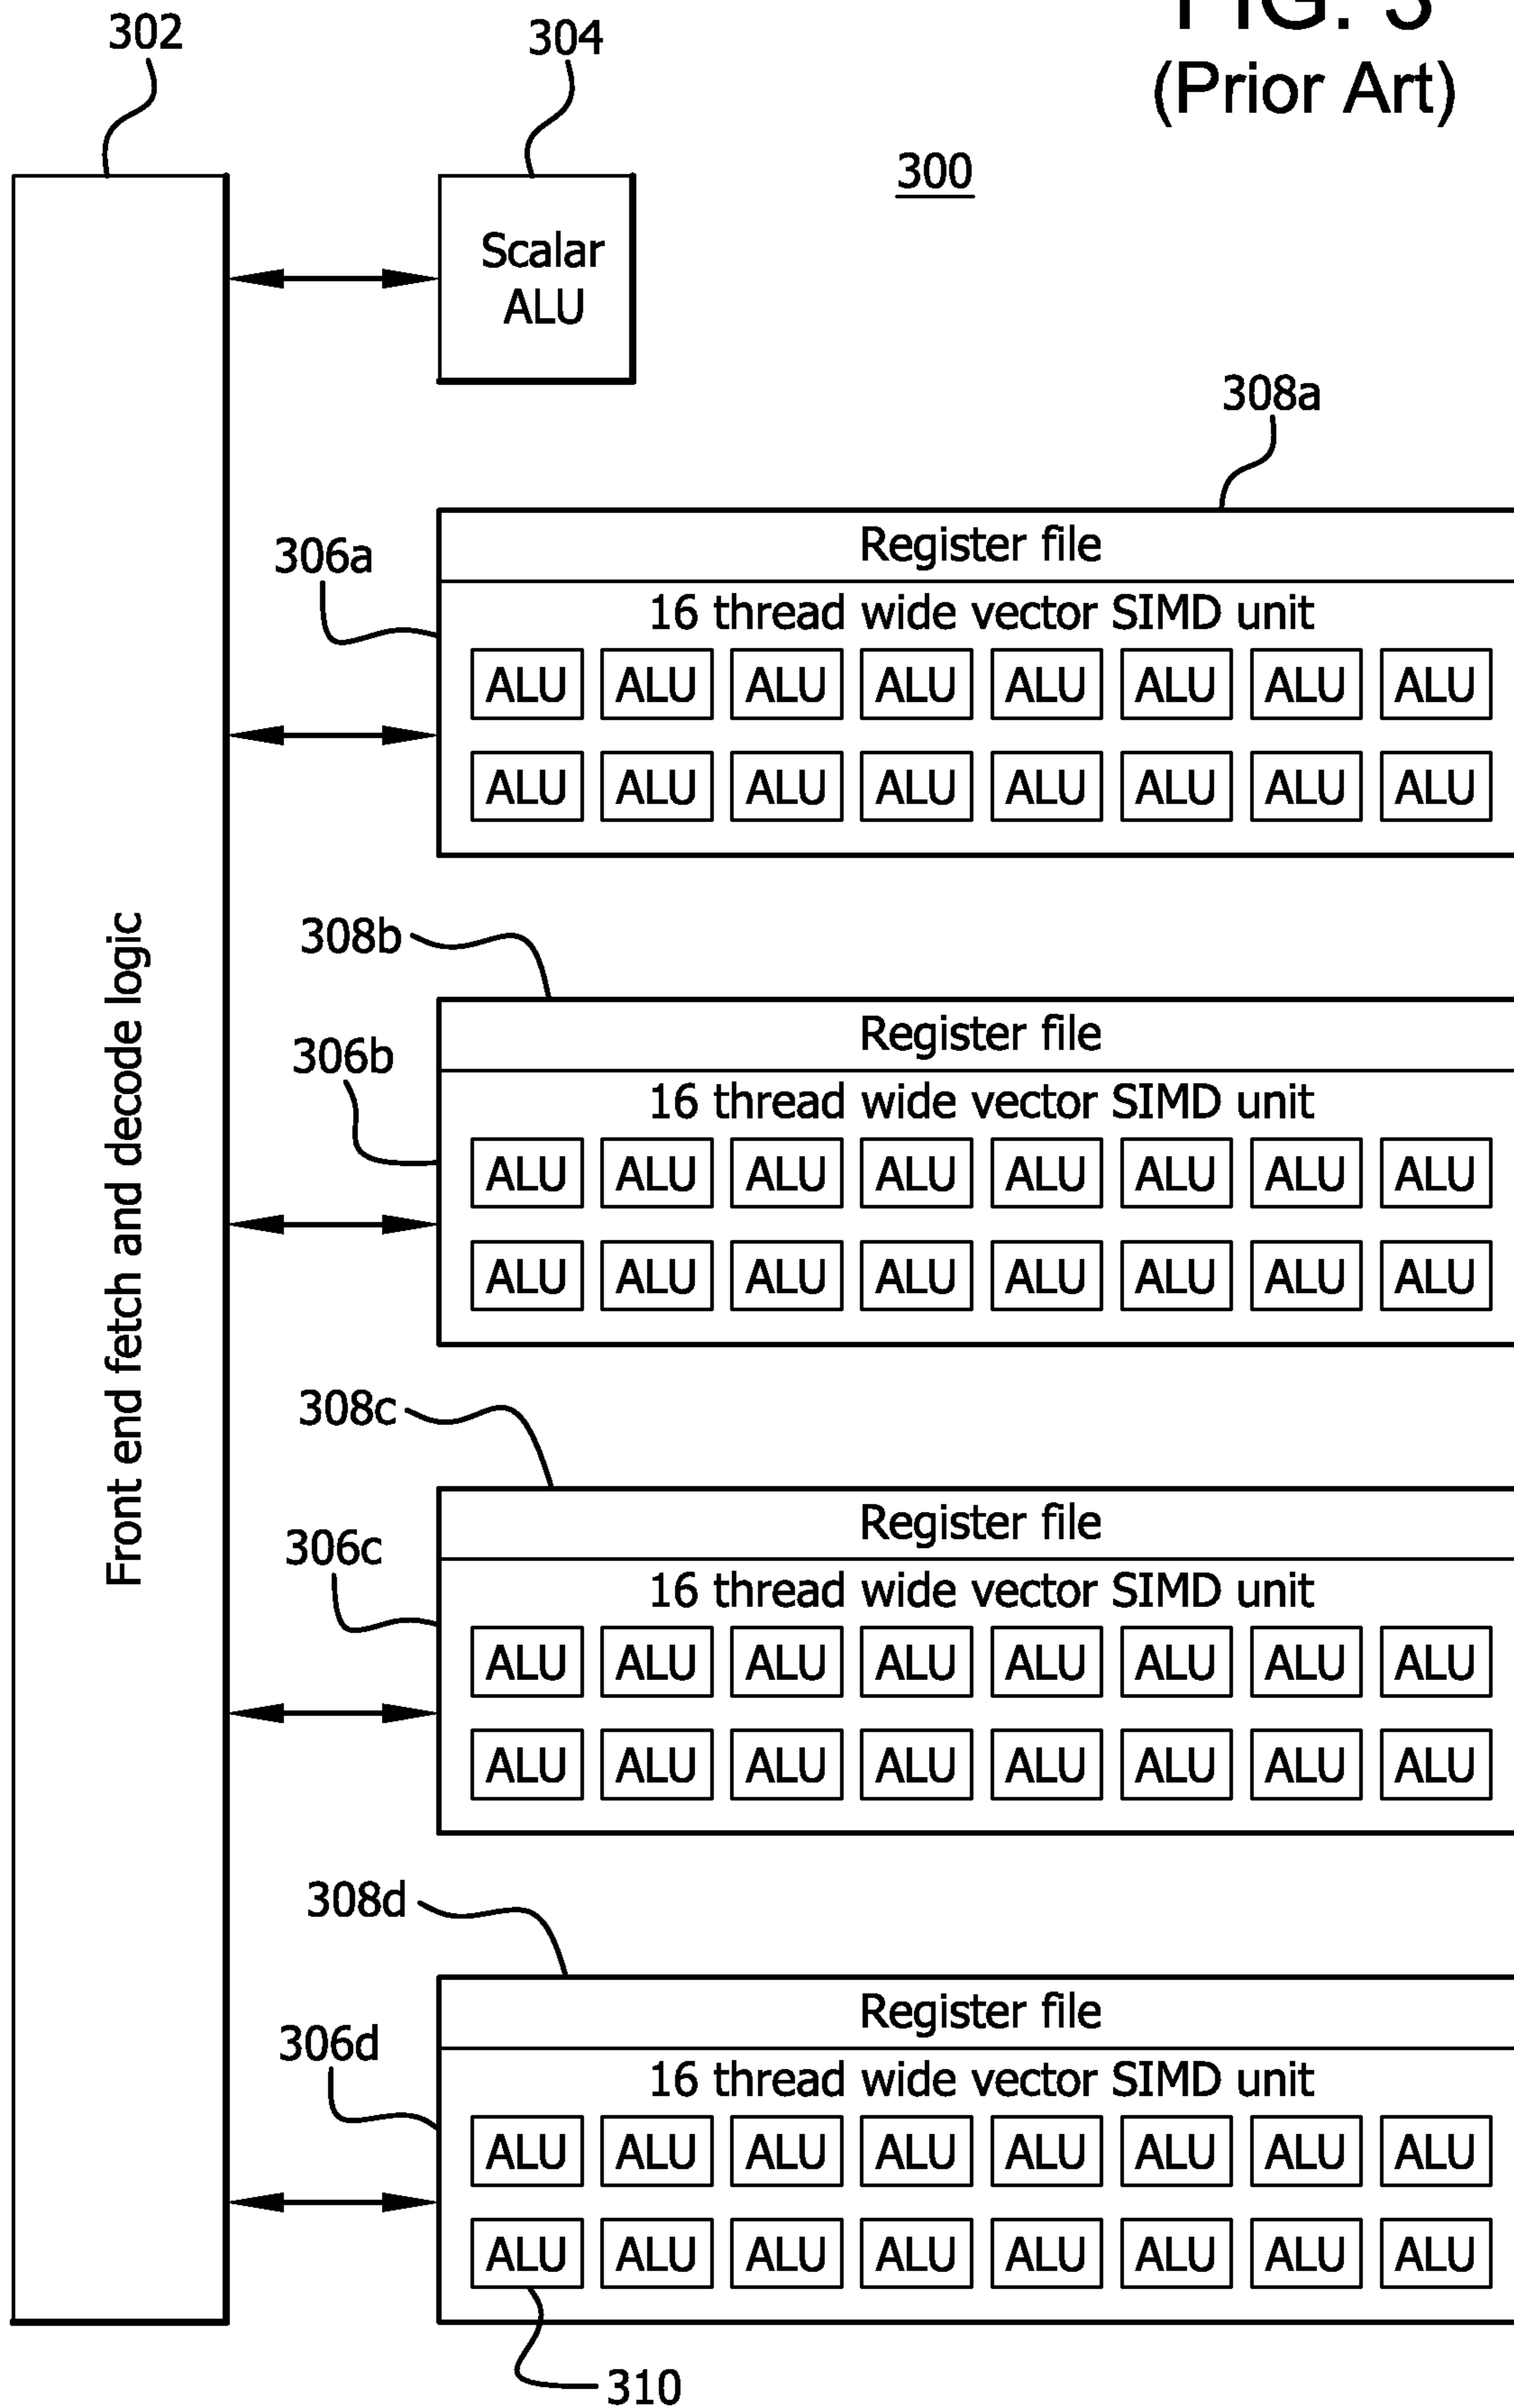 FIG. 3
(Prior Art)
302
304
300
Scalar
ALU
308a
Register file
306a
16 thread wide vector SIMD unit
ALU ALU ALU ALU ALU ALU ALU ALU
ALU ALU ALU ALU ALU ALU ALU ALU
308b
Register file
306b
16 thread wide vector SIMD unit
ALU ALU ALU ALU ALU ALU ALU ALU
ALU ALU ALU ALU ALU ALU ALU ALU
Front end fetch and decode logic
308c
Register file
306c
16 thread wide vector SIMD unit
ALU ALU ALU ALU ALU ALU ALU ALU
ALU ALU ALU ALU ALU ALU ALU ALU
308d
Register file
306d
16 thread wide vector SIMD unit
ALU ALU ALU ALU ALU ALU ALU ALU
ALU ALU ALU ALU ALU ALU ALU ALU
310